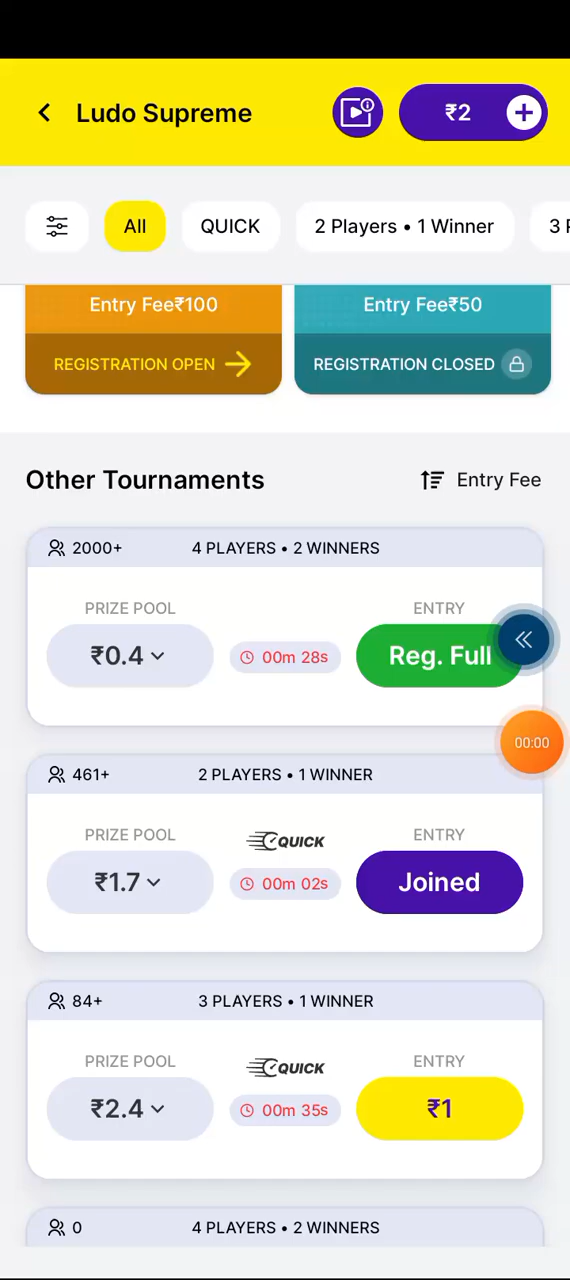 Ludo Supreme
₹2
All
QUICK
2 Players • 1 Winner
3 P
Entry Fee₹100
Entry Fee₹50
REGISTRATION OPEN
REGISTRATION CLOSED
Other Tournaments
Entry Fee
2000+
4 PLAYERS • 2 WINNERS
PRIZE POOL
ENTRY
₹0.4
00m 28s
Reg. Full
00:00
461+
2 PLAYERS • 1 WINNER
PRIZE POOL
QUICK
ENTRY
₹1.7
00m 02s
Joined
84+
3 PLAYERS • 1 WINNER
PRIZE POOL
QUICK
ENTRY
₹2.4
00m 35s
₹1
0
4 PLAYERS • 2 WINNERS